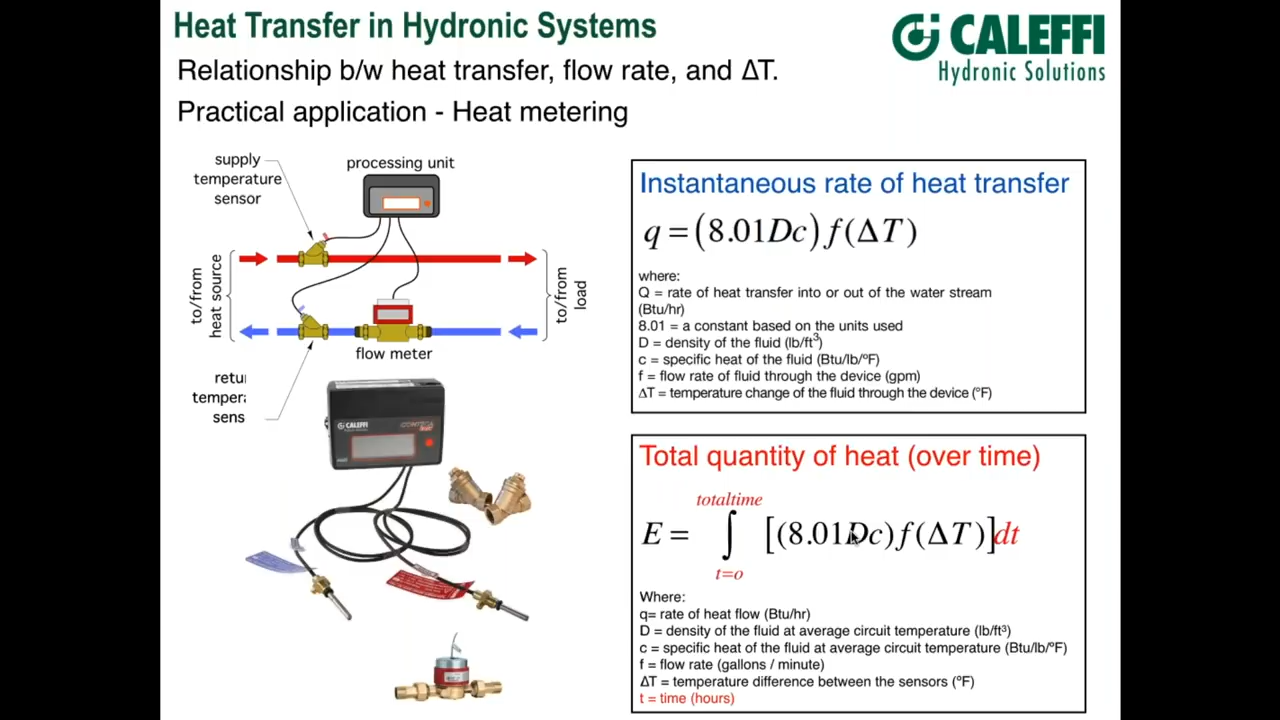 Heat Transfer in Hydronic Systems
CALEFFI
Hydronic Solutions
Relationship b/w heat transfer, flow rate, and ΔT.
Practical application - Heat metering
supply
temperature
sensor
processing unit
to/from
heat source
to/from
load
flow meter
retu
tempera
sens
CALEFFI
Instantaneous rate of heat transfer
q = (8.01Dc) f (ΔT)
where:
Q = rate of heat transfer into or out of the water stream
(Btu/hr)
8.01 = a constant based on the units used
D = density of the fluid (lb/ft³)
c = specific heat of the fluid (Btu/lb/ºF)
f = flow rate of fluid through the device (gpm)
ΔT = temperature change of the fluid through the device (°F)
Total quantity of heat (over time)
totaltime
E = ∫ [(8.01Dc) f (ΔT)]dt
t=o
Where:
q= rate of heat flow (Btu/hr)
D = density of the fluid at average circuit temperature (lb/ft³)
c = specific heat of the fluid at average circuit temperature (Btu/lb/ºF)
f = flow rate (gallons / minute)
ΔT = temperature difference between the sensors (ºF)
t = time (hours)